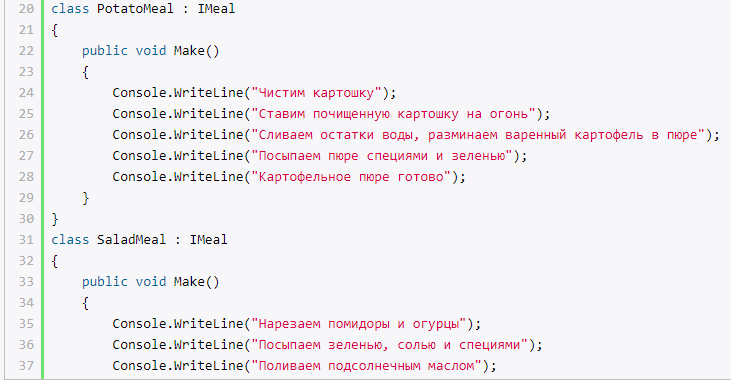 20 class PotatoMeal : IMeal
21 {
22     public void Make()
23     {
24         Console.WriteLine("Чистим картошку");
25         Console.WriteLine("Ставим почищенную картошку на огонь");
26         Console.WriteLine("Сливаем остатки воды, разминаем варенный картофель в пюре");
27         Console.WriteLine("Посыпаем пюре специями и зеленью");
28         Console.WriteLine("Картофельное пюре готово");
29     }
30 }
31 class SaladMeal : IMeal
32 {
33     public void Make()
34     {
35         Console.WriteLine("Нарезаем помидоры и огурцы");
36         Console.WriteLine("Посыпаем зеленью, солью и специями");
37         Console.WriteLine("Поливаем подсолнечным маслом");